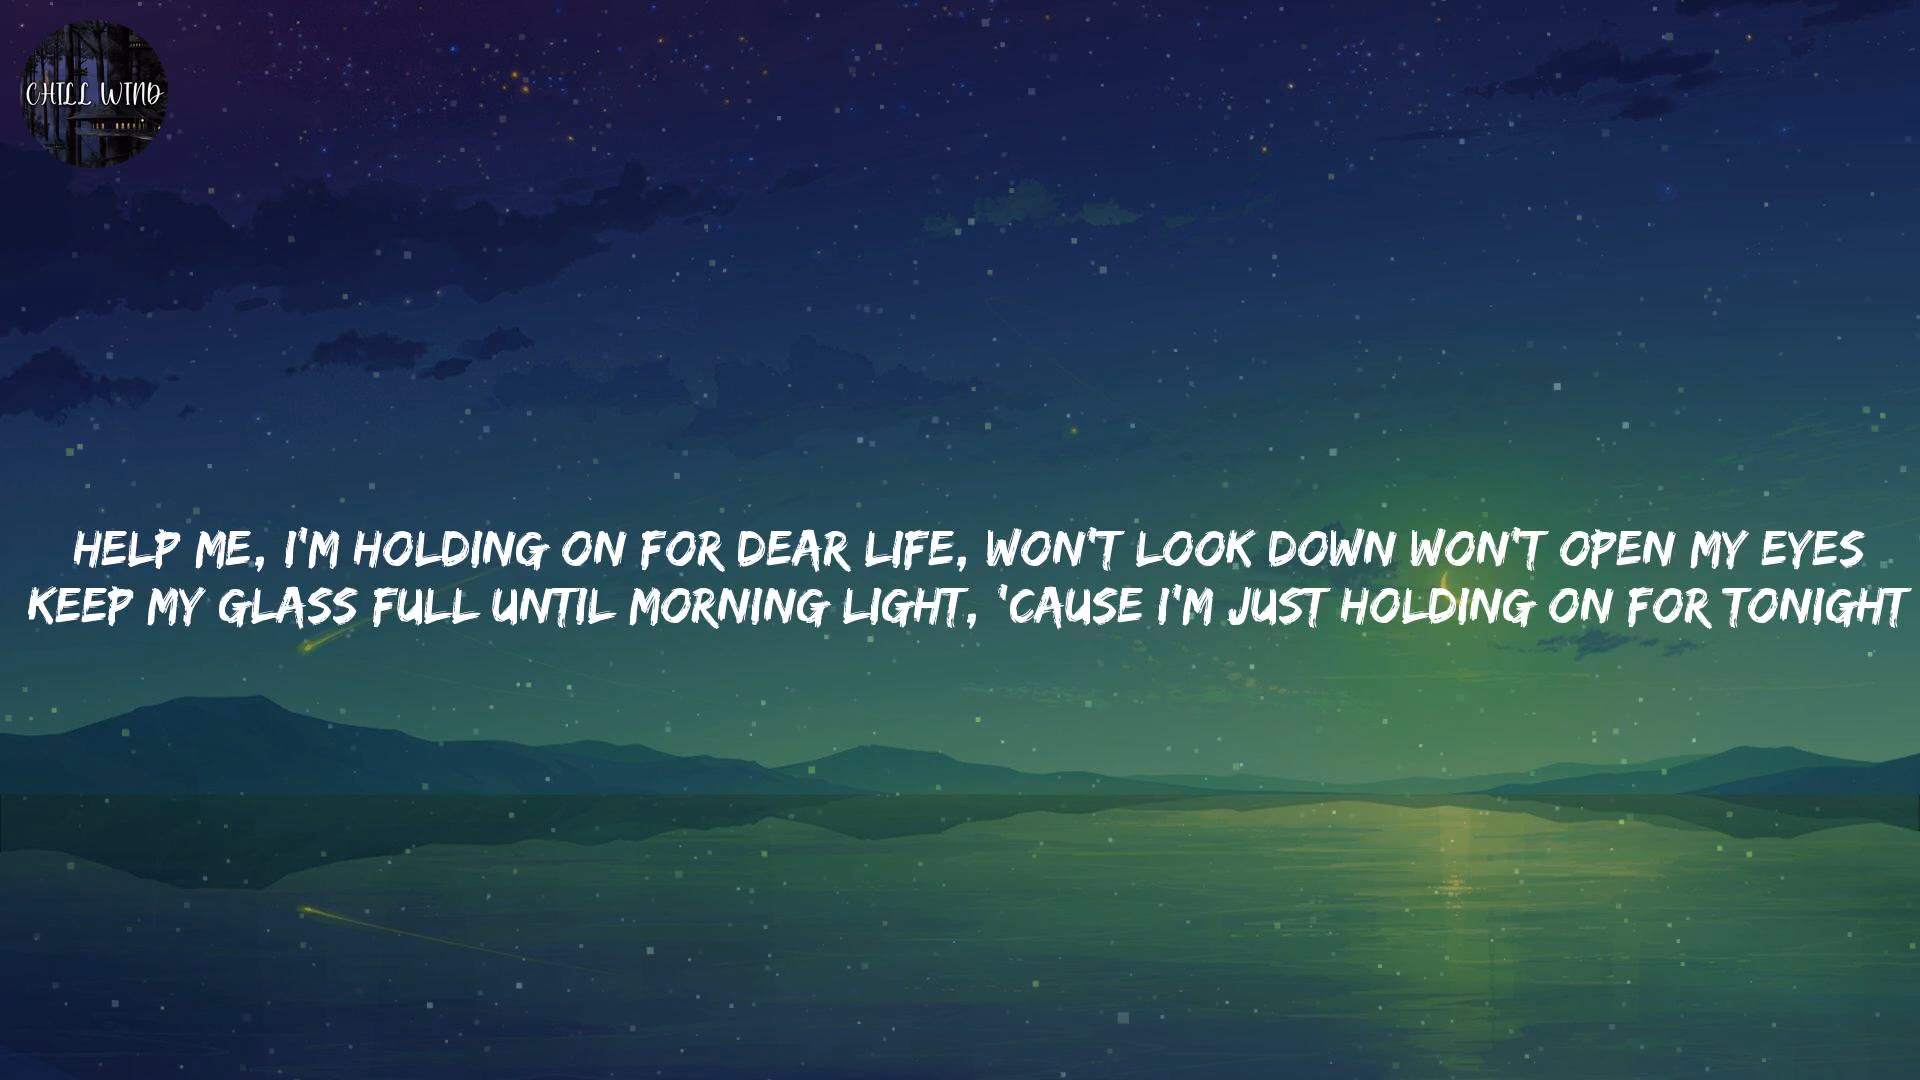 CHILL WIND
HELP ME, I'M HOLDING ON FOR DEAR LIFE, WON'T LOOK DOWN WON'T OPEN MY EYES
KEEP MY GLASS FULL UNTIL MORNING LIGHT, 'CAUSE I'M JUST HOLDING ON FOR TONIGHT